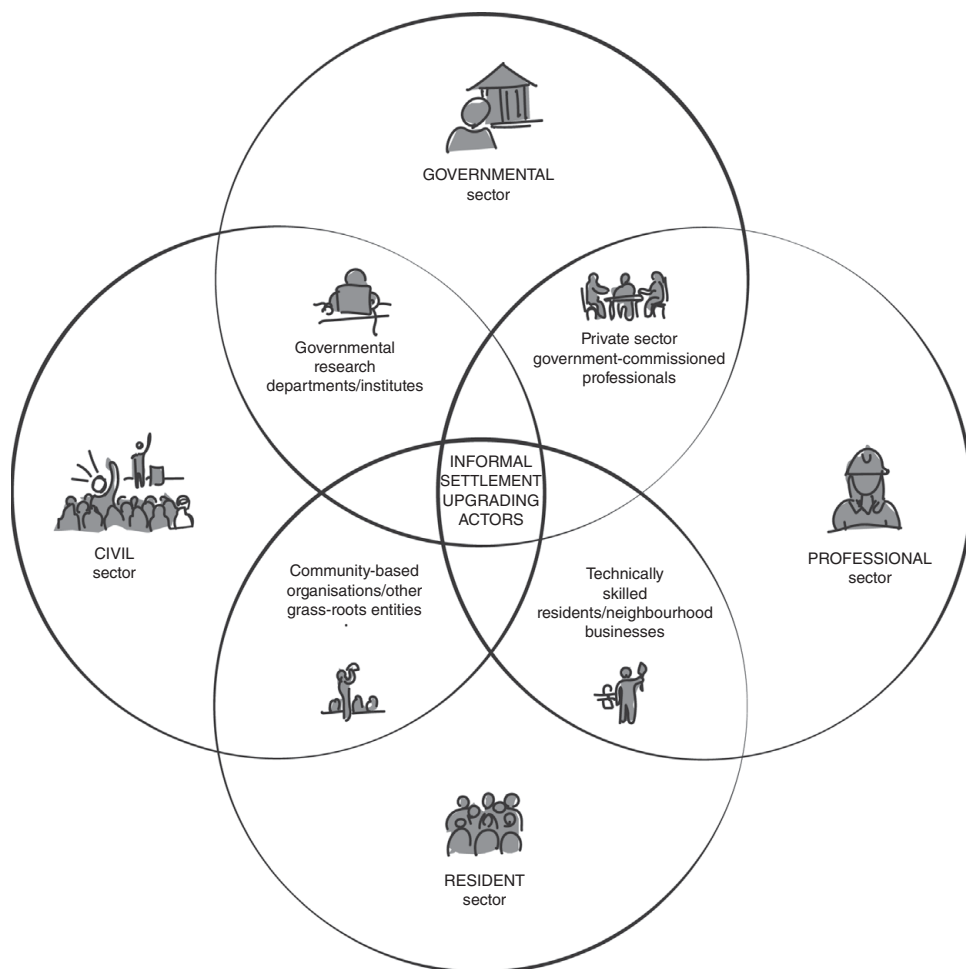 GOVERNMENTAL
sector
Governmental
research
departments/institutes
Private sector
government-commissioned
professionals
INFORMAL
SETTLEMENT
UPGRADING
ACTORS
CIVIL
sector
PROFESSIONAL
sector
Community-based
organisations/other
grass-roots entities
.
Technically
skilled
residents/neighbourhood
businesses
RESIDENT
sector